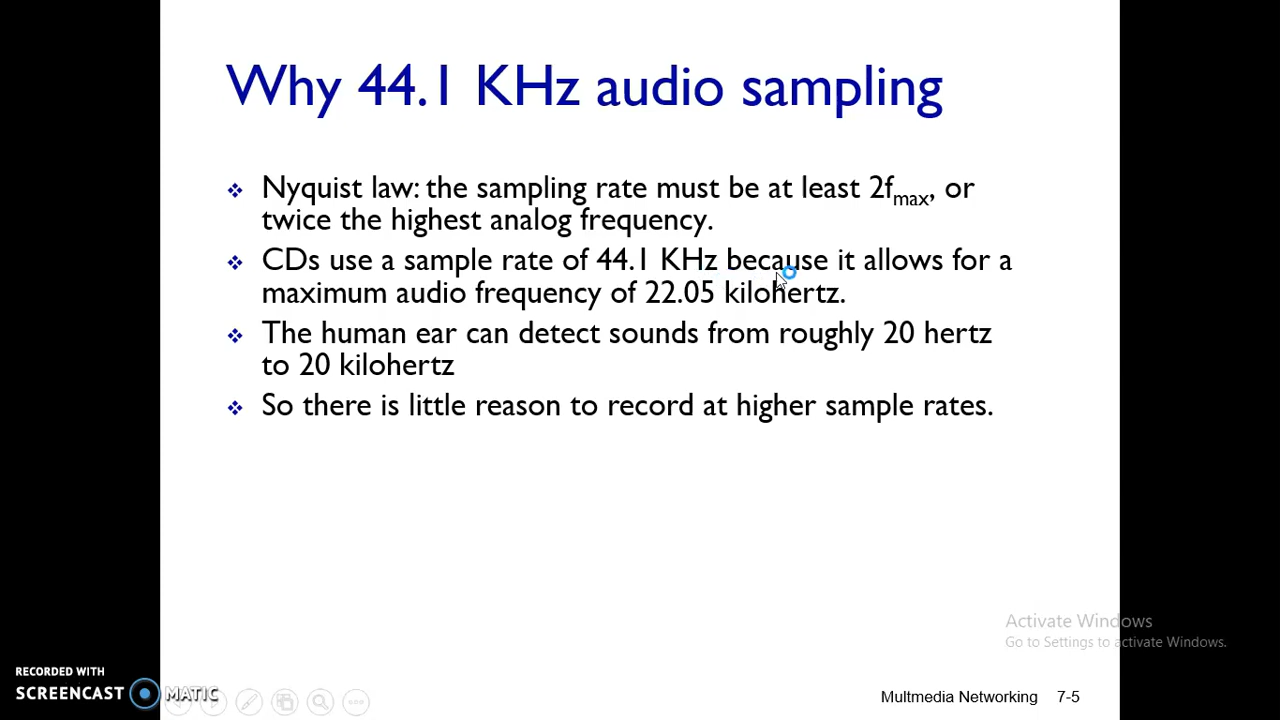 Why 44.1 KHz audio sampling
Nyquist law: the sampling rate must be at least 2fmax, or
twice the highest analog frequency.
CDs use a sample rate of 44.1 KHz because it allows for a
maximum audio frequency of 22.05 kilohertz.
The human ear can detect sounds from roughly 20 hertz
to 20 kilohertz
So there is little reason to record at higher sample rates.
Activate Windows
Go to Settings to activate Windows.
RECORDED WITH
SCREENCAST MATIC
Multmedia Networking 7-5